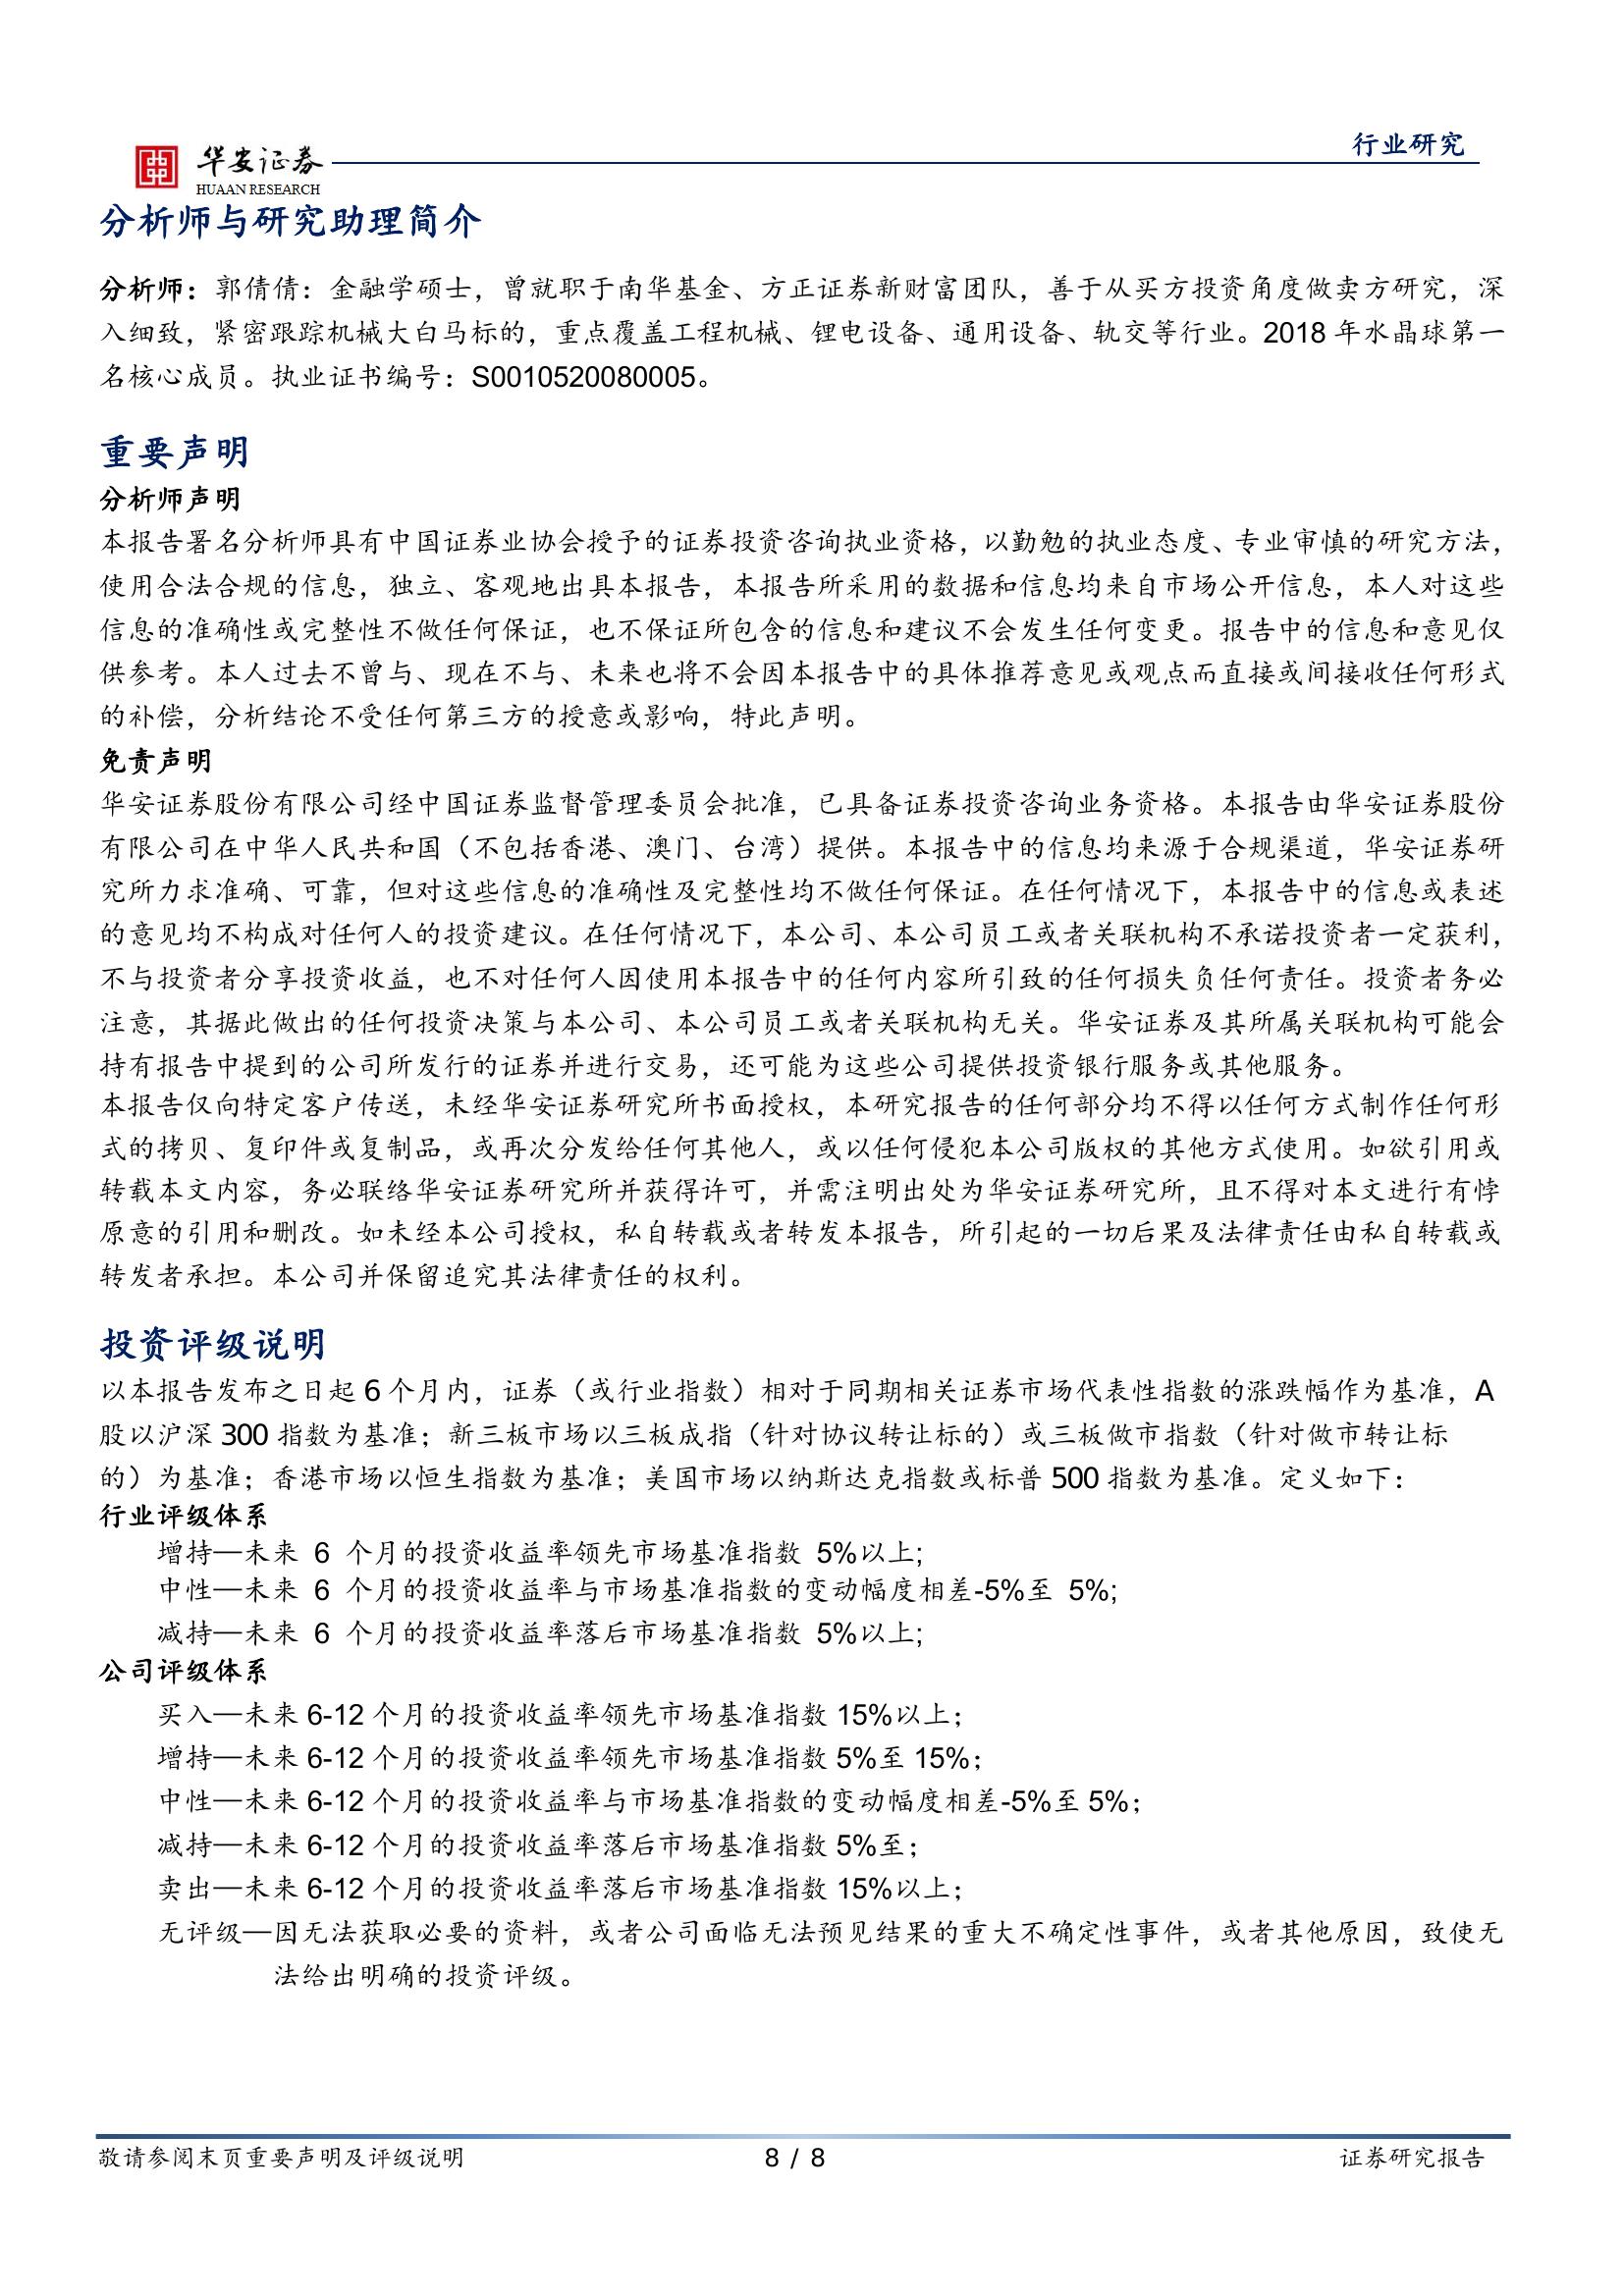 行业研究
华安证券
HUAAN RESEARCH
分析师与研究助理简介
分析师：郭倩倩：金融学硕士，曾就职于南华基金、方正证券新财富团队，善于从买方投资角度做卖方研究，深
入细致，紧密跟踪机械大白马标的，重点覆盖工程机械、锂电设备、通用设备、轨交等行业。2018 年水晶球第一
名核心成员。执业证书编号：S0010520080005。
重要声明
分析师声明
本报告署名分析师具有中国证券业协会授予的证券投资咨询执业资格，以勤勉的执业态度、专业审慎的研究方法，
使用合法合规的信息，独立、客观地出具本报告，本报告所采用的数据和信息均来自市场公开信息，本人对这些
信息的准确性或完整性不做任何保证，也不保证所包含的信息和建议不会发生任何变更。报告中的信息和意见仅
供参考。本人过去不曾与、现在不与、未来也将不会因本报告中的具体推荐意见或观点而直接或间接收任何形式
的补偿，分析结论不受任何第三方的授意或影响，特此声明。
免责声明
华安证券股份有限公司经中国证券监督管理委员会批准，已具备证券投资咨询业务资格。本报告由华安证券股份
有限公司在中华人民共和国（不包括香港、澳门、台湾）提供。本报告中的信息均来源于合规渠道，华安证券研
究所力求准确、可靠，但对这些信息的准确性及完整性均不做任何保证。在任何情况下，本报告中的信息或表述
的意见均不构成对任何人的投资建议。在任何情况下，本公司、本公司员工或者关联机构不承诺投资者一定获利，
不与投资者分享投资收益，也不对任何人因使用本报告中的任何内容所引致的任何损失负任何责任。投资者务必
注意，其据此做出的任何投资决策与本公司、本公司员工或者关联机构无关。华安证券及其所属关联机构可能会
持有报告中提到的公司所发行的证券并进行交易，还可能为这些公司提供投资银行服务或其他服务。
本报告仅向特定客户传送，未经华安证券研究所书面授权，本研究报告的任何部分均不得以任何方式制作任何形
式的拷贝、复印件或复制品，或再次分发给任何其他人，或以任何侵犯本公司版权的其他方式使用。如欲引用或
转载本文内容，务必联络华安证券研究所并获得许可，并需注明出处为华安证券研究所，且不得对本文进行有悖
原意的引用和删改。如未经本公司授权，私自转载或者转发本报告，所引起的一切后果及法律责任由私自转载或
转发者承担。本公司并保留追究其法律责任的权利。
投资评级说明
以本报告发布之日起 6 个月内，证券（或行业指数）相对于同期相关证券市场代表性指数的涨跌幅作为基准，A
股以沪深 300 指数为基准；新三板市场以三板成指（针对协议转让标的）或三板做市指数（针对做市转让标
的）为基准；香港市场以恒生指数为基准；美国市场以纳斯达克指数或标普 500 指数为基准。定义如下：
行业评级体系
增持—未来 6 个月的投资收益率领先市场基准指数 5%以上;
中性—未来 6 个月的投资收益率与市场基准指数的变动幅度相差-5%至 5%;
减持—未来 6 个月的投资收益率落后市场基准指数 5%以上;
公司评级体系
买入—未来 6-12 个月的投资收益率领先市场基准指数 15%以上；
增持—未来 6-12 个月的投资收益率领先市场基准指数 5%至 15%；
中性—未来 6-12 个月的投资收益率与市场基准指数的变动幅度相差-5%至 5%；
减持—未来 6-12 个月的投资收益率落后市场基准指数 5%至；
卖出—未来 6-12 个月的投资收益率落后市场基准指数 15%以上；
无评级—因无法获取必要的资料，或者公司面临无法预见结果的重大不确定性事件，或者其他原因，致使无
法给出明确的投资评级。
敬请参阅末页重要声明及评级说明
8 / 8
证券研究报告